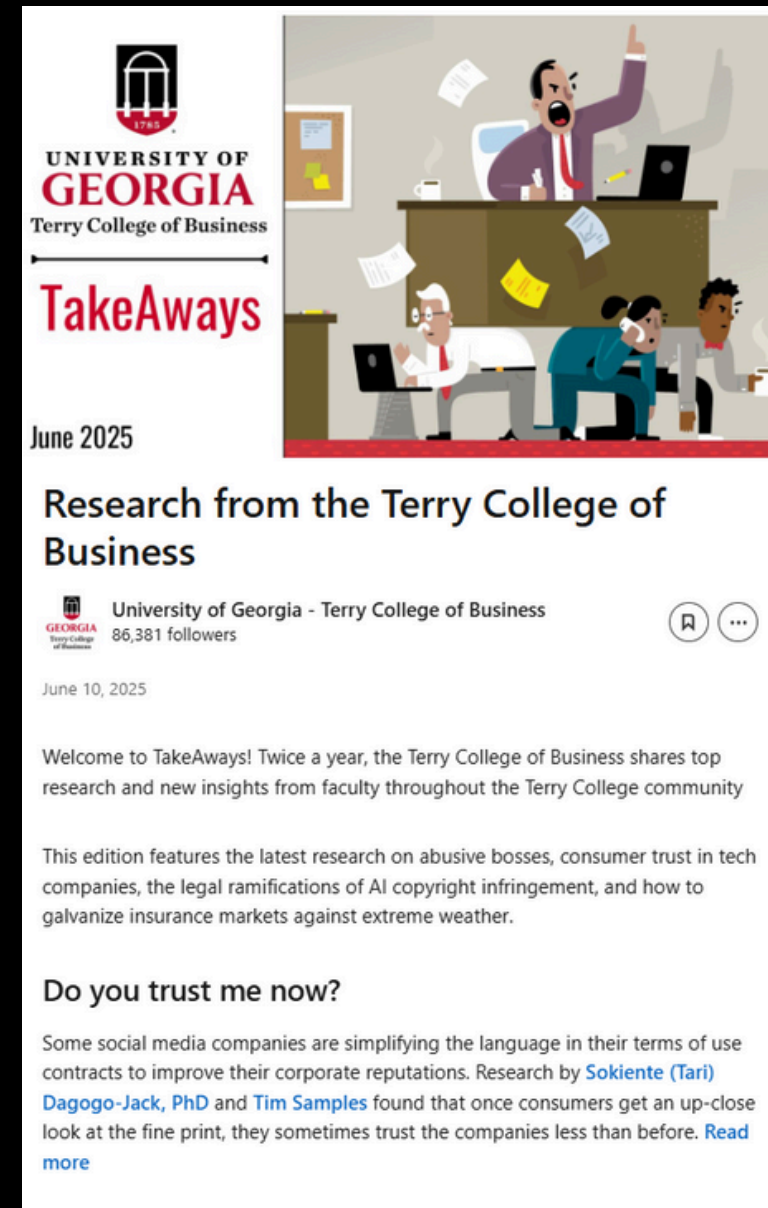 1785
UNIVERSITY OF
GEORGIA
Terry College of Business
TakeAways
June 2025
Research from the Terry College of
Business
GEORGIA
Terry College
of Business
University of Georgia - Terry College of Business
86,381 followers
June 10, 2025
Welcome to TakeAways! Twice a year, the Terry College of Business shares top
research and new insights from faculty throughout the Terry College community
This edition features the latest research on abusive bosses, consumer trust in tech
companies, the legal ramifications of AI copyright infringement, and how to
galvanize insurance markets against extreme weather.
Do you trust me now?
Some social media companies are simplifying the language in their terms of use
contracts to improve their corporate reputations. Research by Sokiente (Tari)
Dagogo-Jack, PhD and Tim Samples found that once consumers get an up-close
look at the fine print, they sometimes trust the companies less than before. Read
more